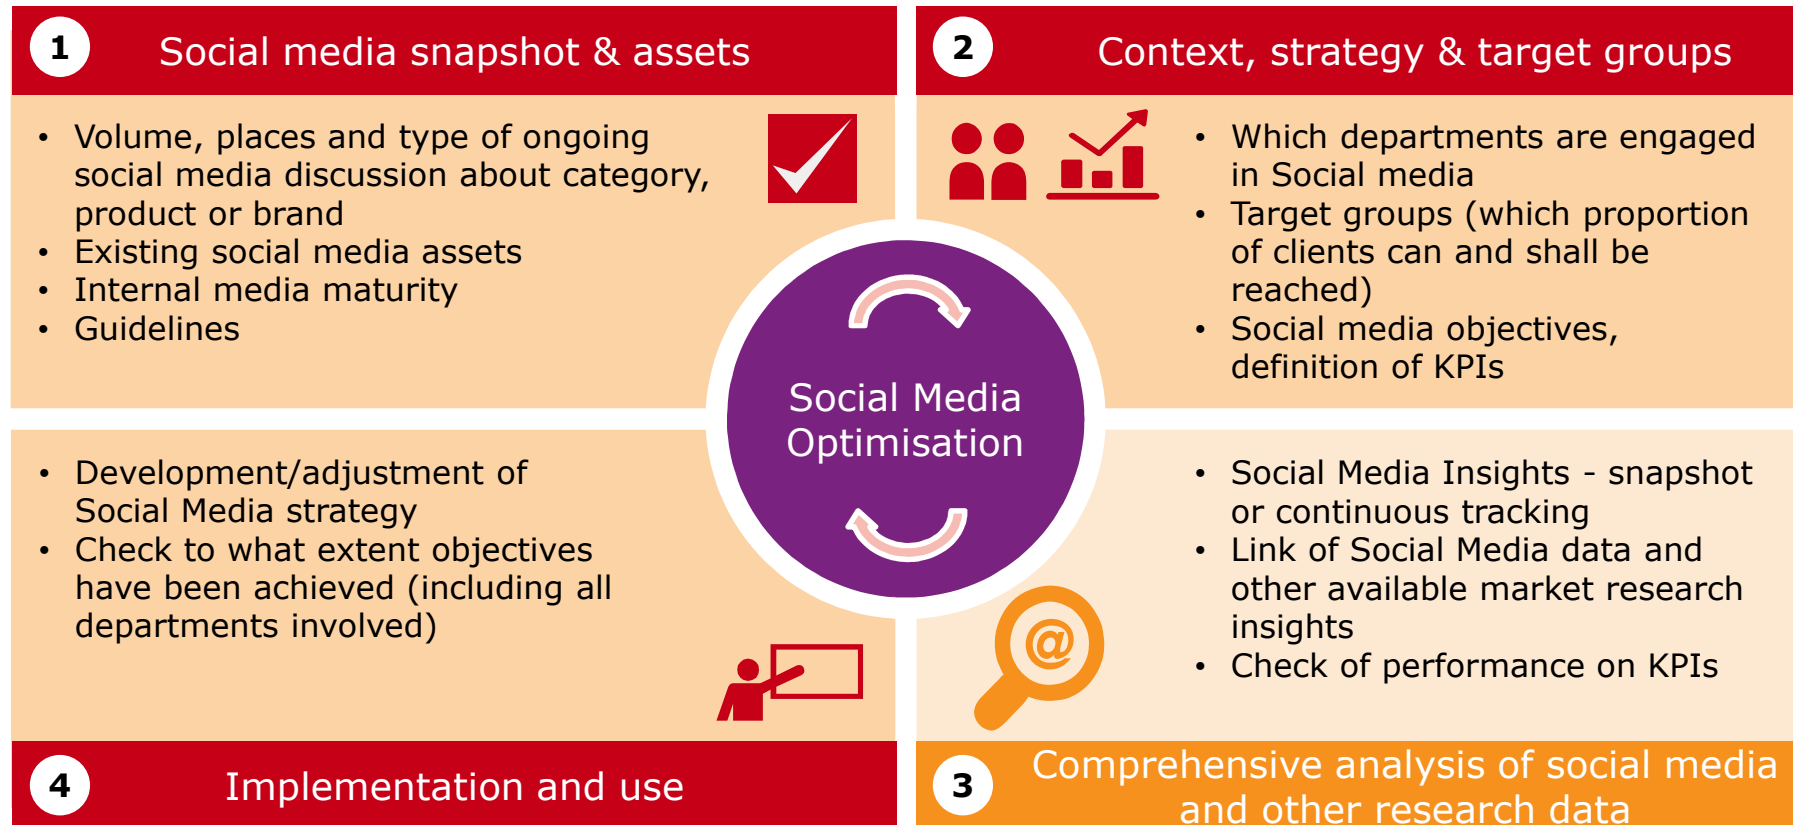 1
Social media snapshot & assets
• Volume, places and type of ongoing
social media discussion about category,
product or brand
• Existing social media assets
• Internal media maturity
• Guidelines
2
Context, strategy & target groups
• Which departments are engaged
in Social media
• Target groups (which proportion
of clients can and shall be
reached)
• Social media objectives,
definition of KPIs
Social Media
Optimisation
• Social Media Insights - snapshot
or continuous tracking
• Link of Social Media data and
other available market research
insights
• Check of performance on KPIs
@
3
Comprehensive analysis of social media
and other research data
• Development/adjustment of
Social Media strategy
• Check to what extent objectives
have been achieved (including all
departments involved)
4
Implementation and use